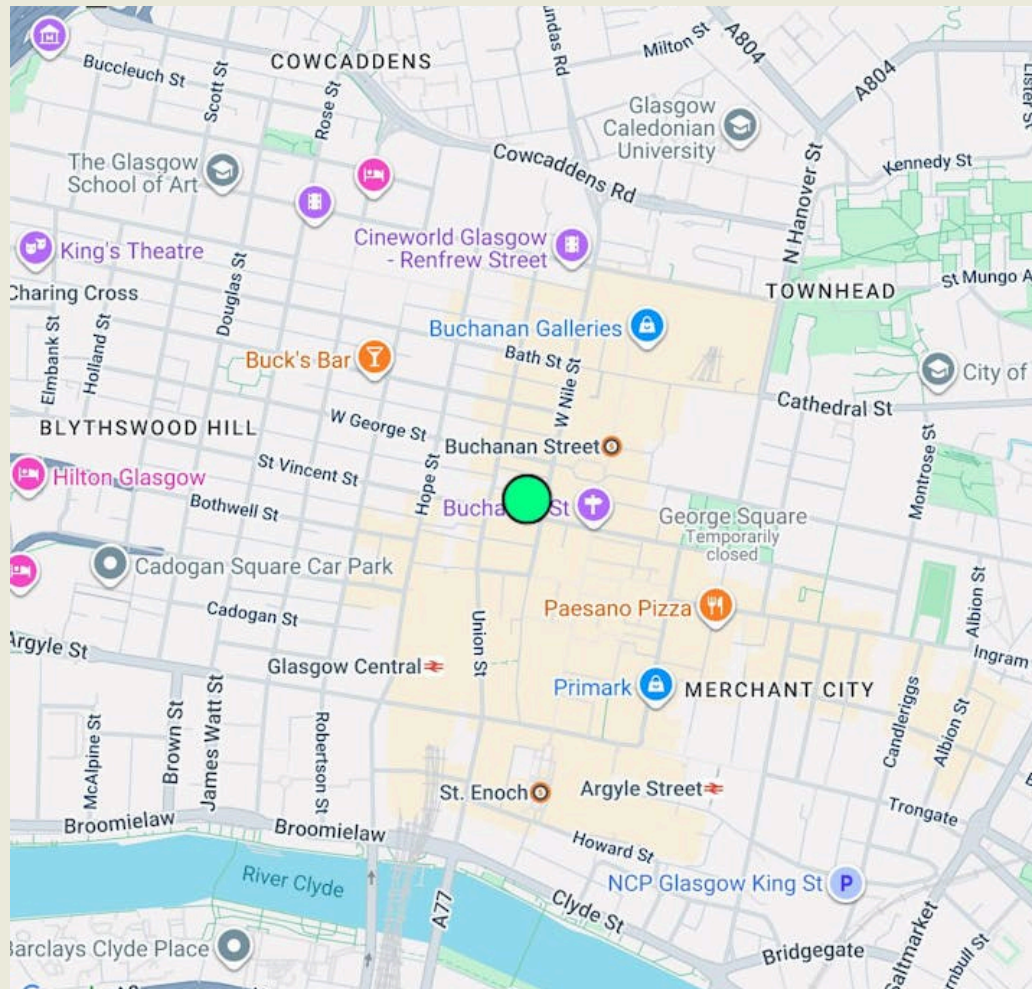 Buccleuch St
COWCADDENS
Milton St
A804
A804
Scott St
Rose St
Glasgow
Caledonian
University
The Glasgow
School of Art
Cowcaddens Rd
Kennedy St
N Hanover St
King's Theatre
Cineworld Glasgow
- Renfrew Street
St Mungo
TOWNHEAD
Charing Cross
Douglas St
Elmbank St
Holland St
Buchanan Galleries
Buck's Bar
Bath St
W Nile St
City of
Cathedral St
W George St
BLYTHSWOOD HILL
Buchanan Street
Montrose St
St Vincent St
Hope St
Hilton Glasgow
Bothwell St
George Square
Temporarily
closed
Cadogan Square Car Park
Paesano Pizza
Albion St
Cadogan St
Union St
Argyle St
Ingram
Glasgow Central
Primark
MERCHANT CITY
James Watt St
Brown St
McAlpine St
Robertson St
Candleriggs
Albion St
St. Enoch
Argyle Street
Trongate
Broomielaw
Broomielaw
Howard St
River Clyde
NCP Glasgow King St
P
A77
Clyde St
Barclays Clyde Place
Bridgegate
Saltmarket